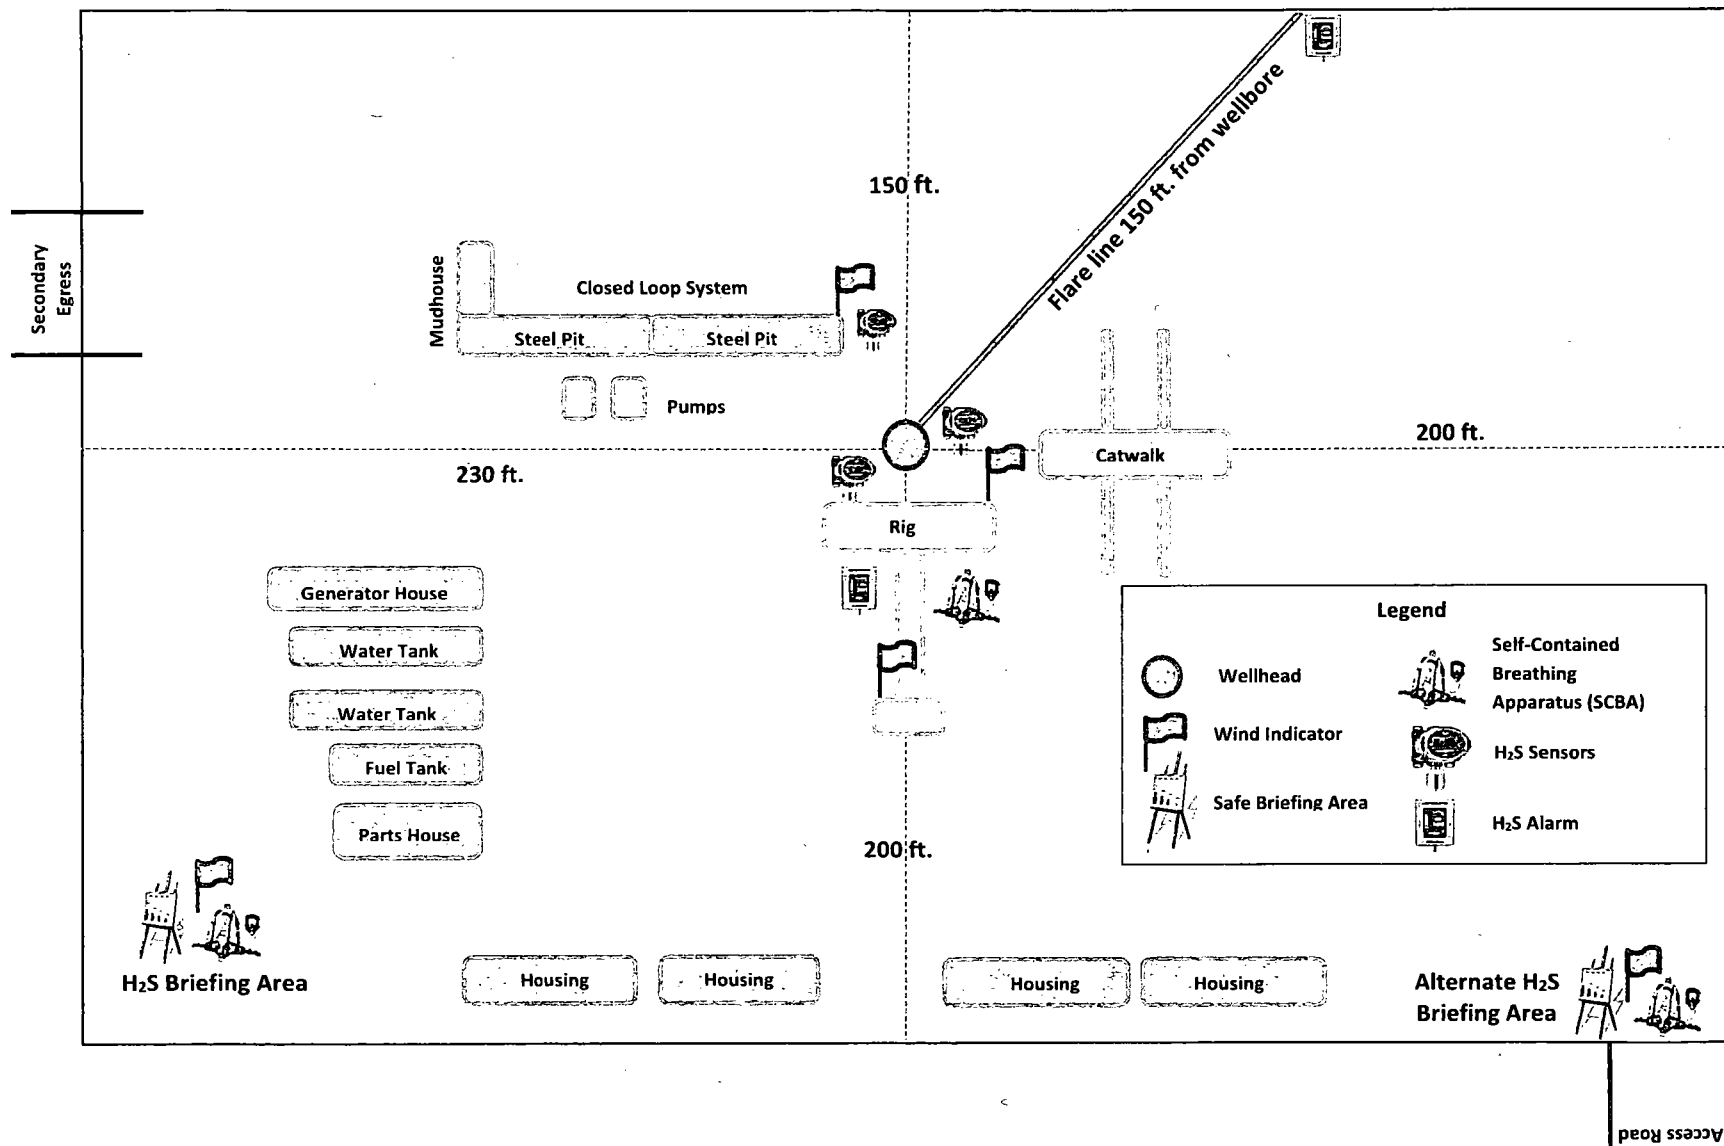 150 ft.
Flare line 150 ft. from wellbore
Secondary
Egress
Mudhouse
Closed Loop System
Steel Pit
Steel Pit
Pumps
200 ft.
Catwalk
230 ft.
Rig
Generator House
Water Tank
Water Tank
Fuel Tank
Parts House
200 ft.
Legend
Wellhead
Wind Indicator
Safe Briefing Area
Self-Contained
Breathing
Apparatus (SCBA)
H₂S Sensors
H₂S Alarm
H₂S Briefing Area
Housing
Housing
Housing
Housing
Alternate H₂S
Briefing Area
Access Road